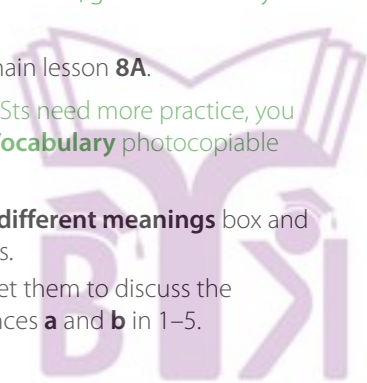 main lesson 8A.
Sts need more practice, you
Vocabulary photocopiable
different meanings box and
s.
et them to discuss the
nces a and b in 1–5.